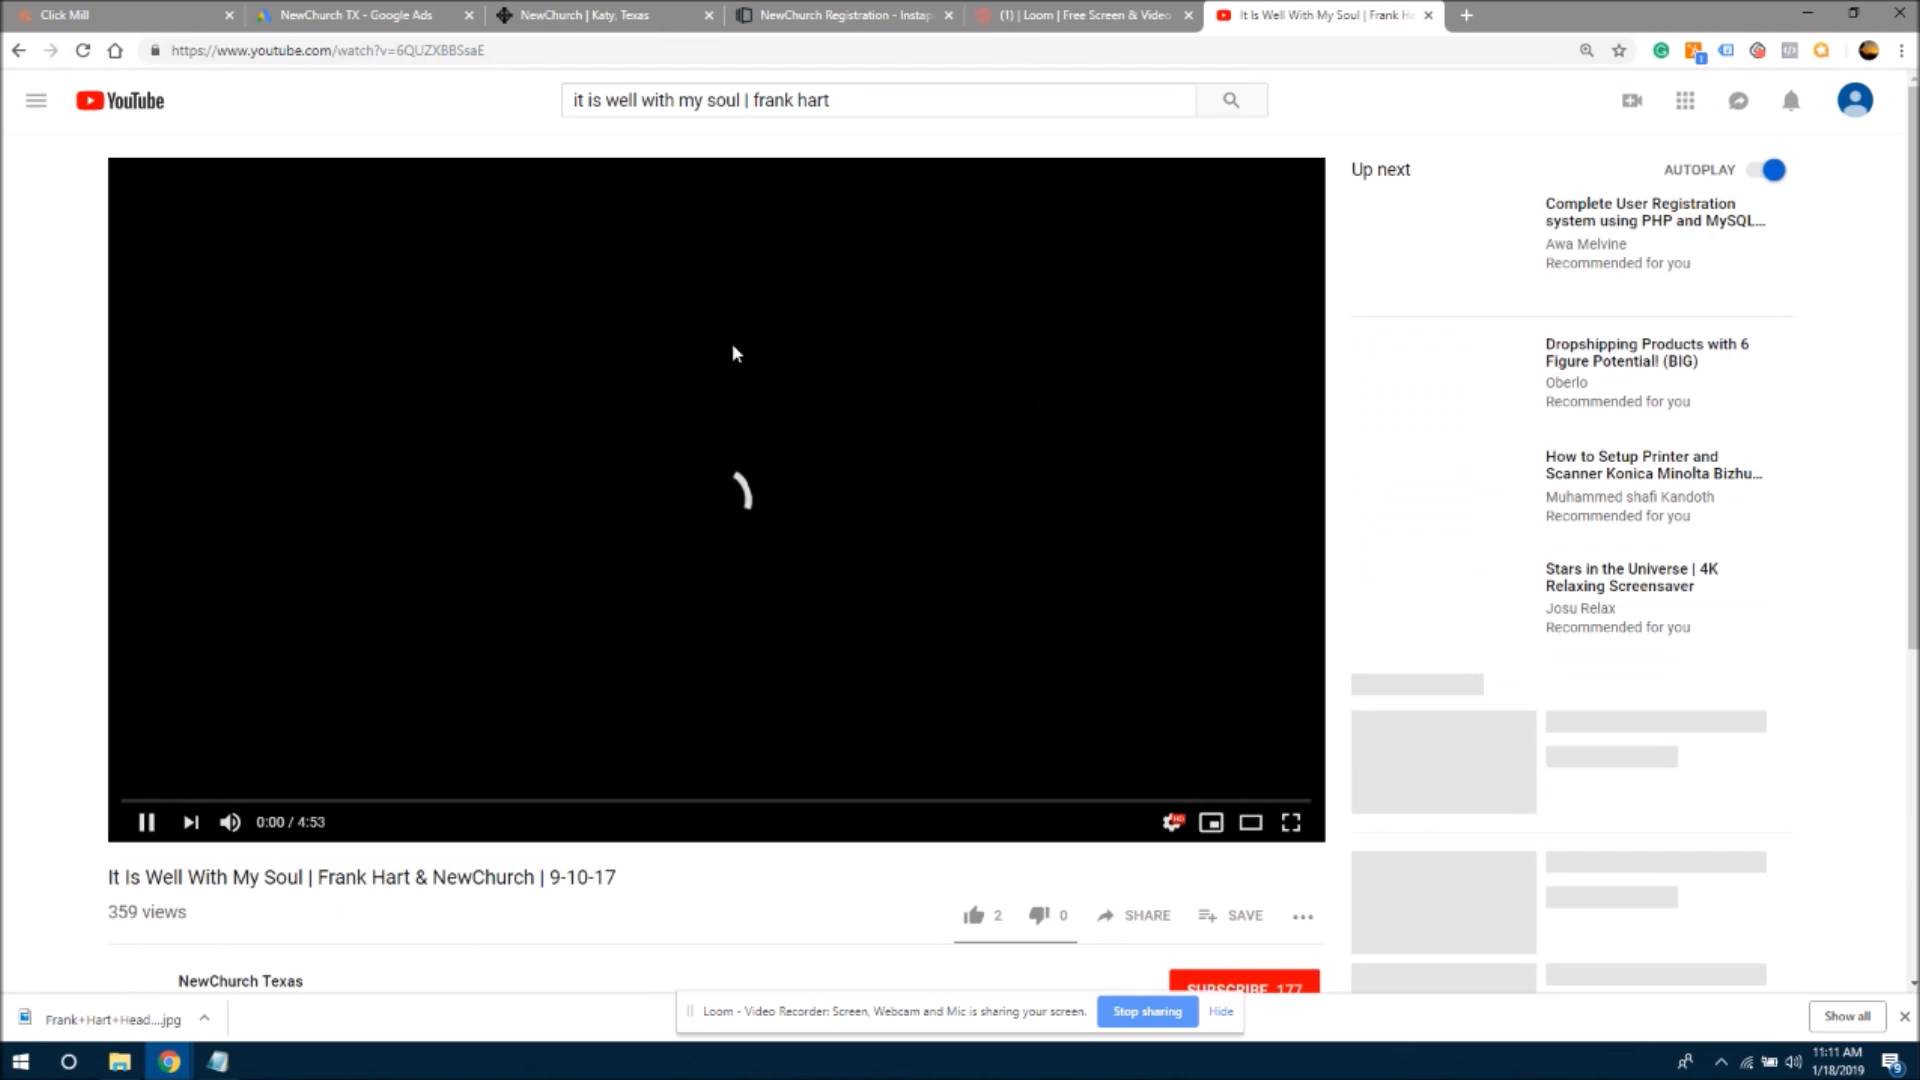 Click Mill
NewChurch TX - Google Ads
NewChurch | Katy, Texas
NewChurch Registration - Instap
(1) | Loom | Free Screen & Video
It Is Well With My Soul | Frank Ha
https://www.youtube.com/watch?v=6QUZXBBSsaE
YouTube
it is well with my soul | frank hart
Up next
AUTOPLAY
Complete User Registration
system using PHP and MySQL...
Awa Melvine
Recommended for you
Dropshipping Products with 6
Figure Potential! (BIG)
Oberlo
Recommended for you
How to Setup Printer and
Scanner Konica Minolta Bizhu...
Muhammed shafi Kandoth
Recommended for you
Stars in the Universe | 4K
Relaxing Screensaver
Josu Relax
Recommended for you
0:00 / 4:53
HD
It Is Well With My Soul | Frank Hart & NewChurch | 9-10-17
359 views
2
0
SHARE
SAVE
NewChurch Texas
SUBSCRIBE 177
Frank+Hart+Head....jpg
Loom - Video Recorder: Screen, Webcam and Mic is sharing your screen.
Stop sharing
Hide
Show all
11:11 AM
1/18/2019
9